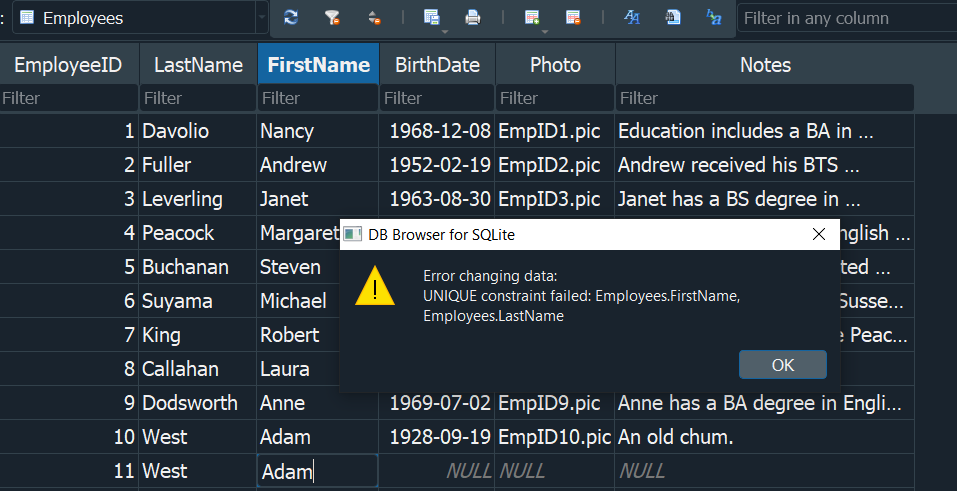 : Employees Filter in any column
EmployeeID LastName FirstName BirthDate Photo Notes
Filter Filter Filter Filter Filter Filter
1 Davolio Nancy 1968-12-08 EmpID1.pic Education includes a BA in ...
2 Fuller Andrew 1952-02-19 EmpID2.pic Andrew received his BTS ...
3 Leverling Janet 1963-08-30 EmpID3.pic Janet has a BS degree in ...
4 Peacock Margaret ...
5 Buchanan Steven ...
6 Suyama Michael ...
7 King Robert ...
8 Callahan Laura
DB Browser for SQLite
Error changing data:
UNIQUE constraint failed: Employees.FirstName,
Employees.LastName
OK
9 Dodsworth Anne 1969-07-02 EmpID9.pic Anne has a BA degree in Engli...
10 West Adam 1928-09-19 EmpID10.pic An old chum.
11 West Adam NULL NULL NULL